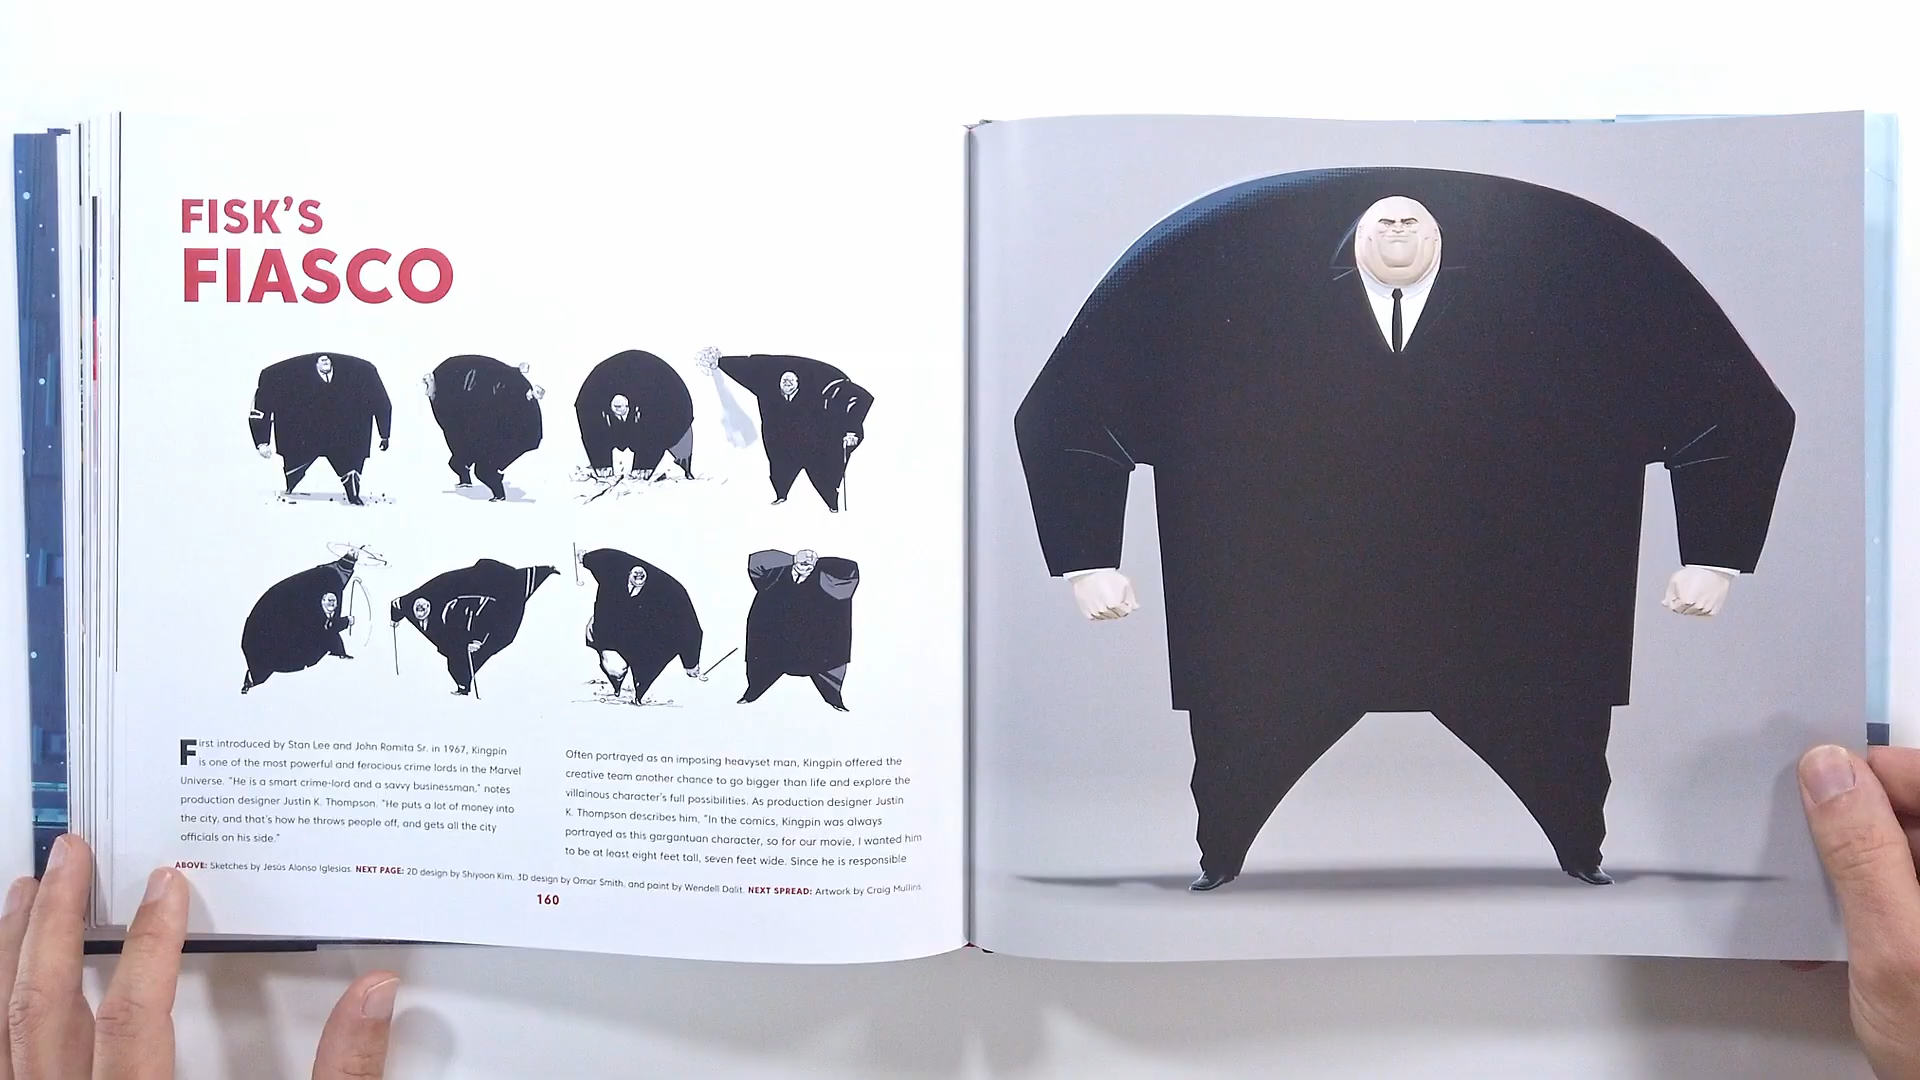 FISK'S
FIASCO
First introduced by Stan Lee and John Romita Sr. in 1967, Kingpin
is one of the most powerful and ferocious crime lords in the Marvel
Universe. "He is a smart crime-lord and a savvy businessman," notes
production designer Justin K. Thompson. "He puts a lot of money into
the city, and that's how he throws people off, and gets all the city
officials on his side."
Often portrayed as an imposing heavyset man, Kingpin offered the
creative team another chance to go bigger than life and explore the
villainous character's full possibilities. As production designer Justin
K. Thompson describes him, "In the comics, Kingpin was always
portrayed as this gargantuan character, so for our movie, I wanted him
to be at least eight feet tall, seven feet wide. Since he is responsible
ABOVE: Sketches by Jesús Alonso Iglesias. NEXT PAGE: 2D design by Shiyoon Kim, 3D design by Omar Smith, and paint by Wendell Dalit. NEXT SPREAD: Artwork by Craig Mullins.
160